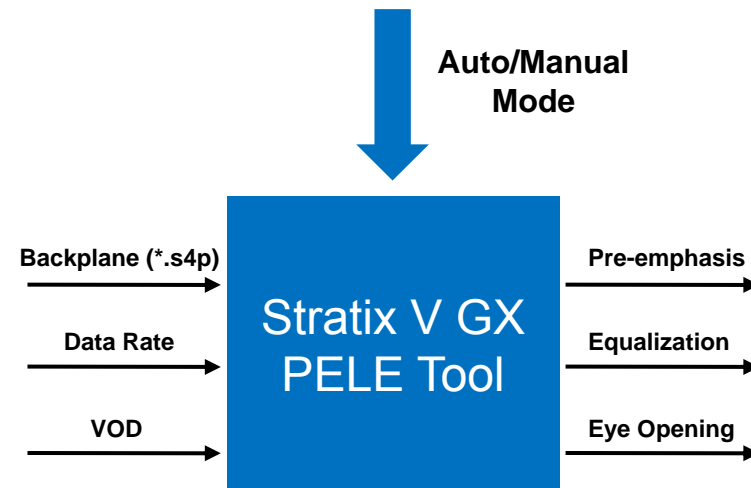 Auto/Manual
Mode
Backplane (*.s4p)
Data Rate
VOD
Stratix V GX
PELE Tool
Pre-emphasis
Equalization
Eye Opening